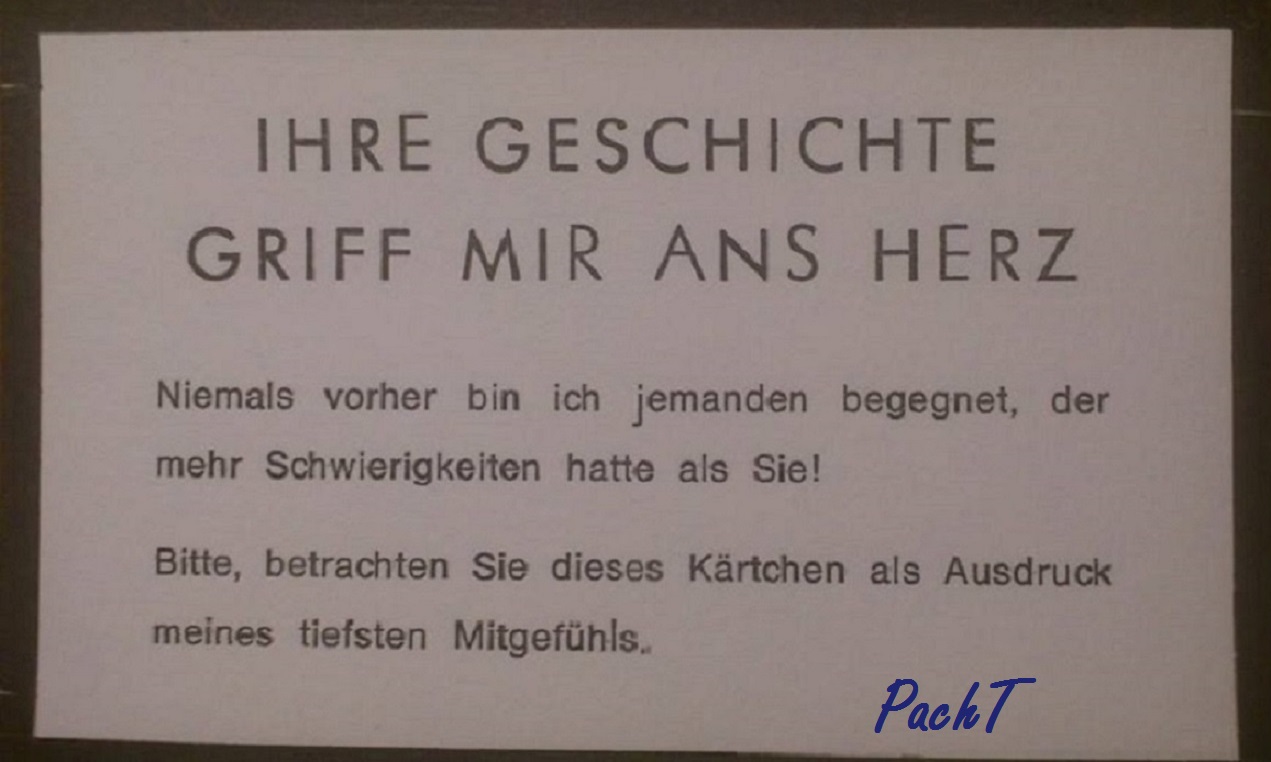 IHRE GESCHICHTE
GRIFF MIR ANS HERZ
Niemals vorher bin ich jemanden begegnet, der
mehr Schwierigkeiten hatte als Sie!
Bitte, betrachten Sie dieses Kärtchen als Ausdruck
meines tiefsten Mitgefühls..
PachT